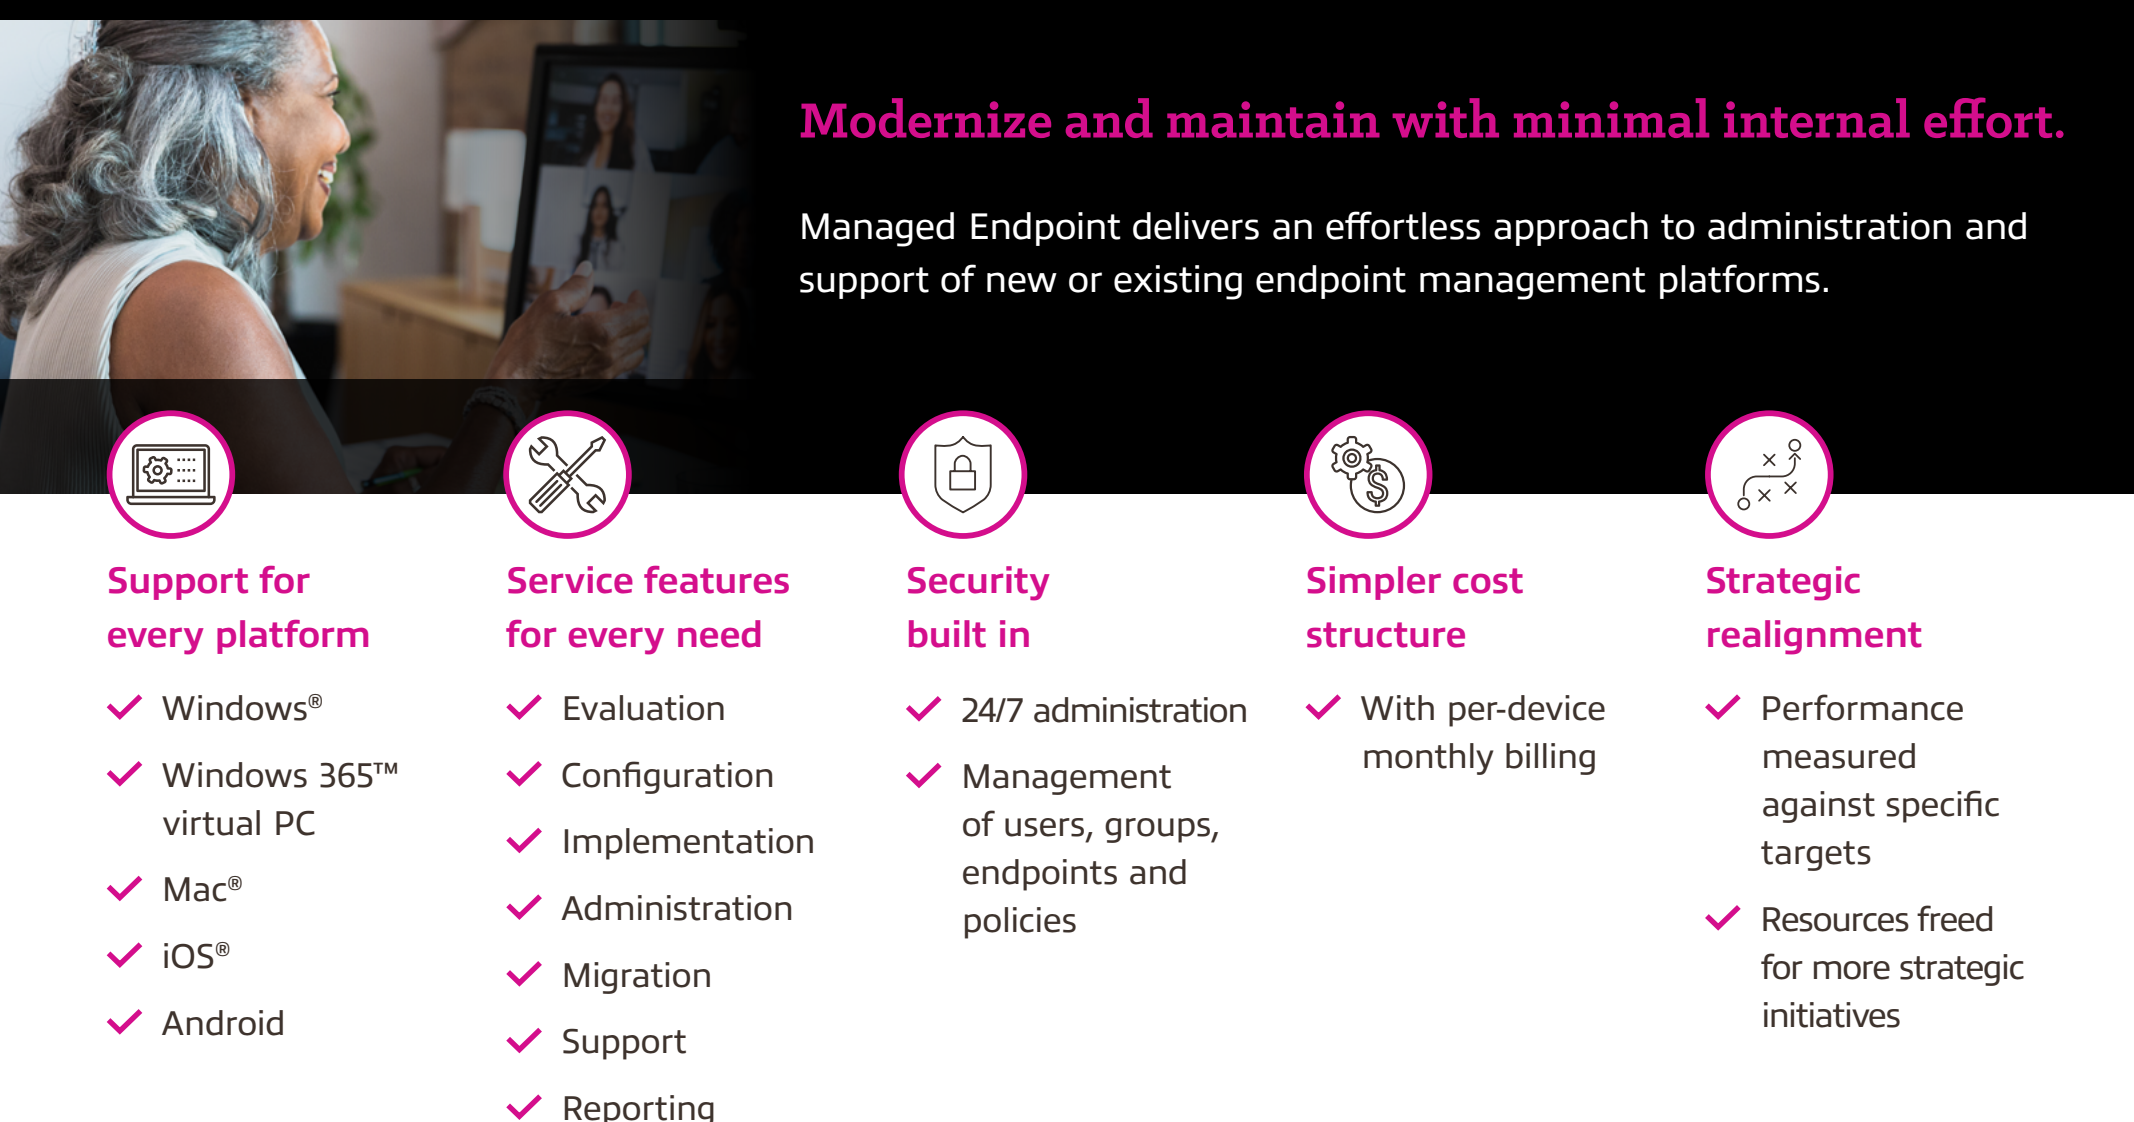 Modernize and maintain with minimal internal effort.
Managed Endpoint delivers an effortless approach to administration and
support of new or existing endpoint management platforms.
Support for
every platform
Windows®
Windows 365™
virtual PC
Mac®
iOS®
Android
Service features
for every need
Evaluation
Configuration
Implementation
Administration
Migration
Support
Reporting
Security
built in
24/7 administration
Management
of users, groups,
endpoints and
policies
Simpler cost
structure
With per-device
monthly billing
Strategic
realignment
Performance
measured
against specific
targets
Resources freed
for more strategic
initiatives